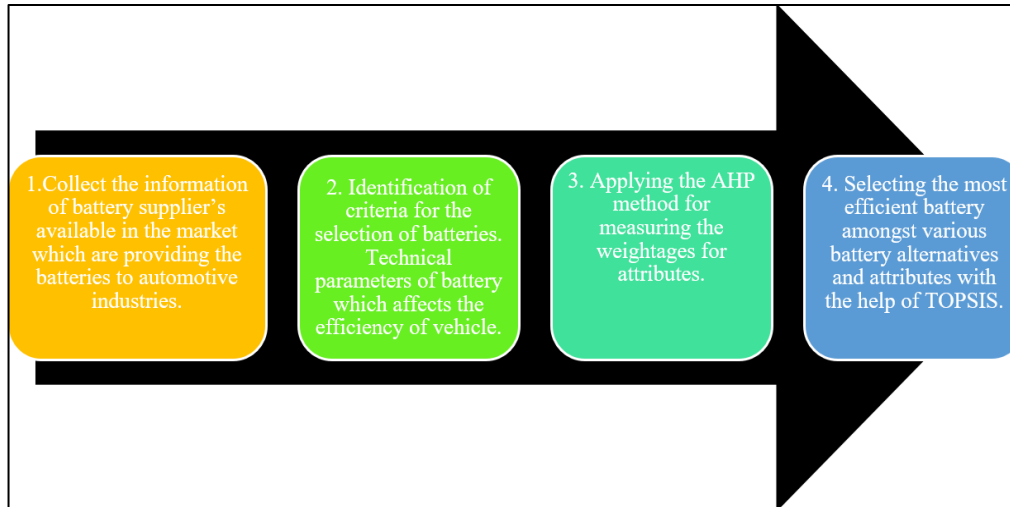 1.Collect the information
of battery supplier’s
available in the market
which are providing the
batteries to automotive
industries.
2. Identification of
criteria for the
selection of batteries.
Technical
parameters of battery
which affects the
efficiency of vehicle.
3. Applying the AHP
method for
measuring the
weightages for
attributes.
4. Selecting the most
efficient battery
amongst various
battery alternatives
and attributes with
the help of TOPSIS.